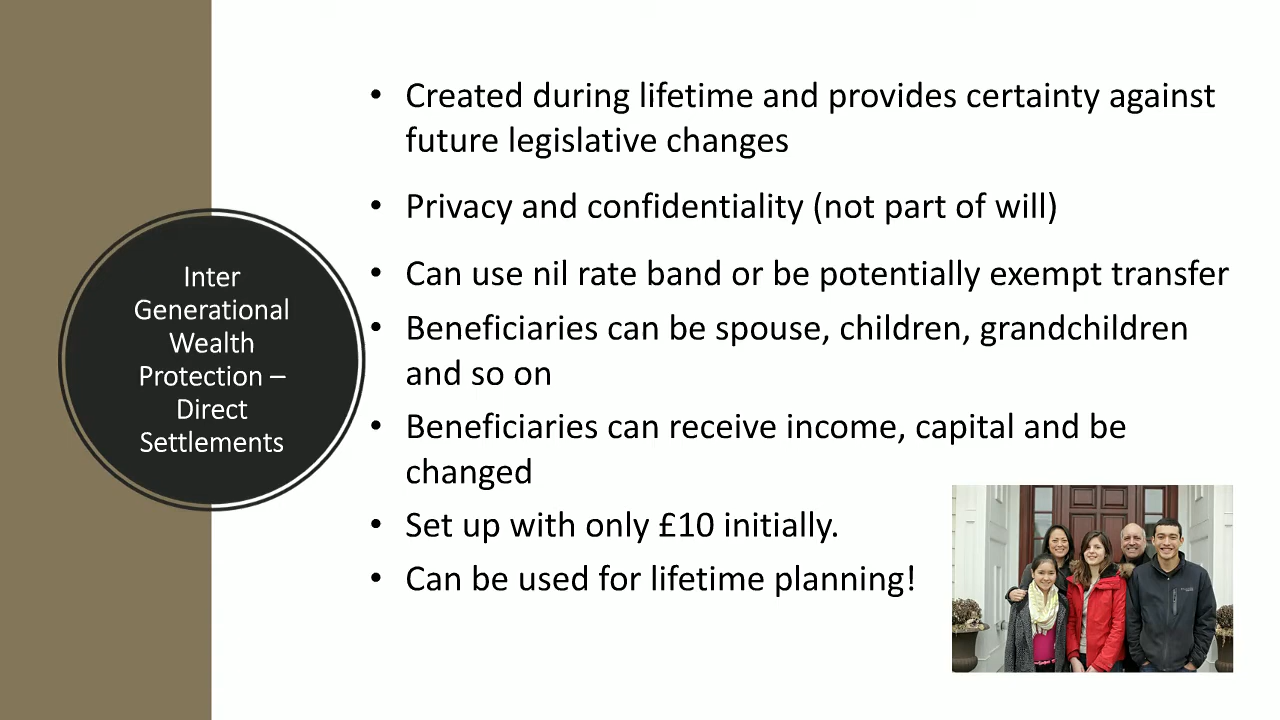 Inter
Generational
Wealth
Protection –
Direct
Settlements
• Created during lifetime and provides certainty against
future legislative changes
• Privacy and confidentiality (not part of will)
• Can use nil rate band or be potentially exempt transfer
• Beneficiaries can be spouse, children, grandchildren
and so on
• Beneficiaries can receive income, capital and be
changed
• Set up with only £10 initially.
• Can be used for lifetime planning!